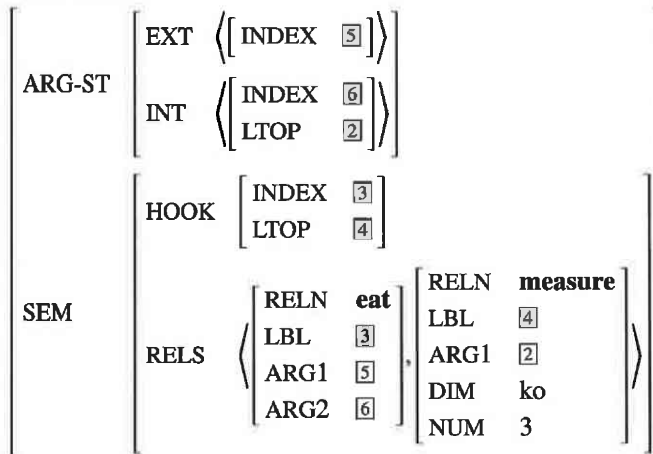 EXT ⟨[INDEX 5]⟩
ARG-ST
INT ⟨[INDEX 6
LTOP 2]⟩
HOOK [INDEX 3
LTOP 4]
SEM
RELS ⟨[RELN eat
LBL 3
ARG1 5
ARG2 6],
[RELN measure
LBL 4
ARG1 2
DIM ko
NUM 3]⟩